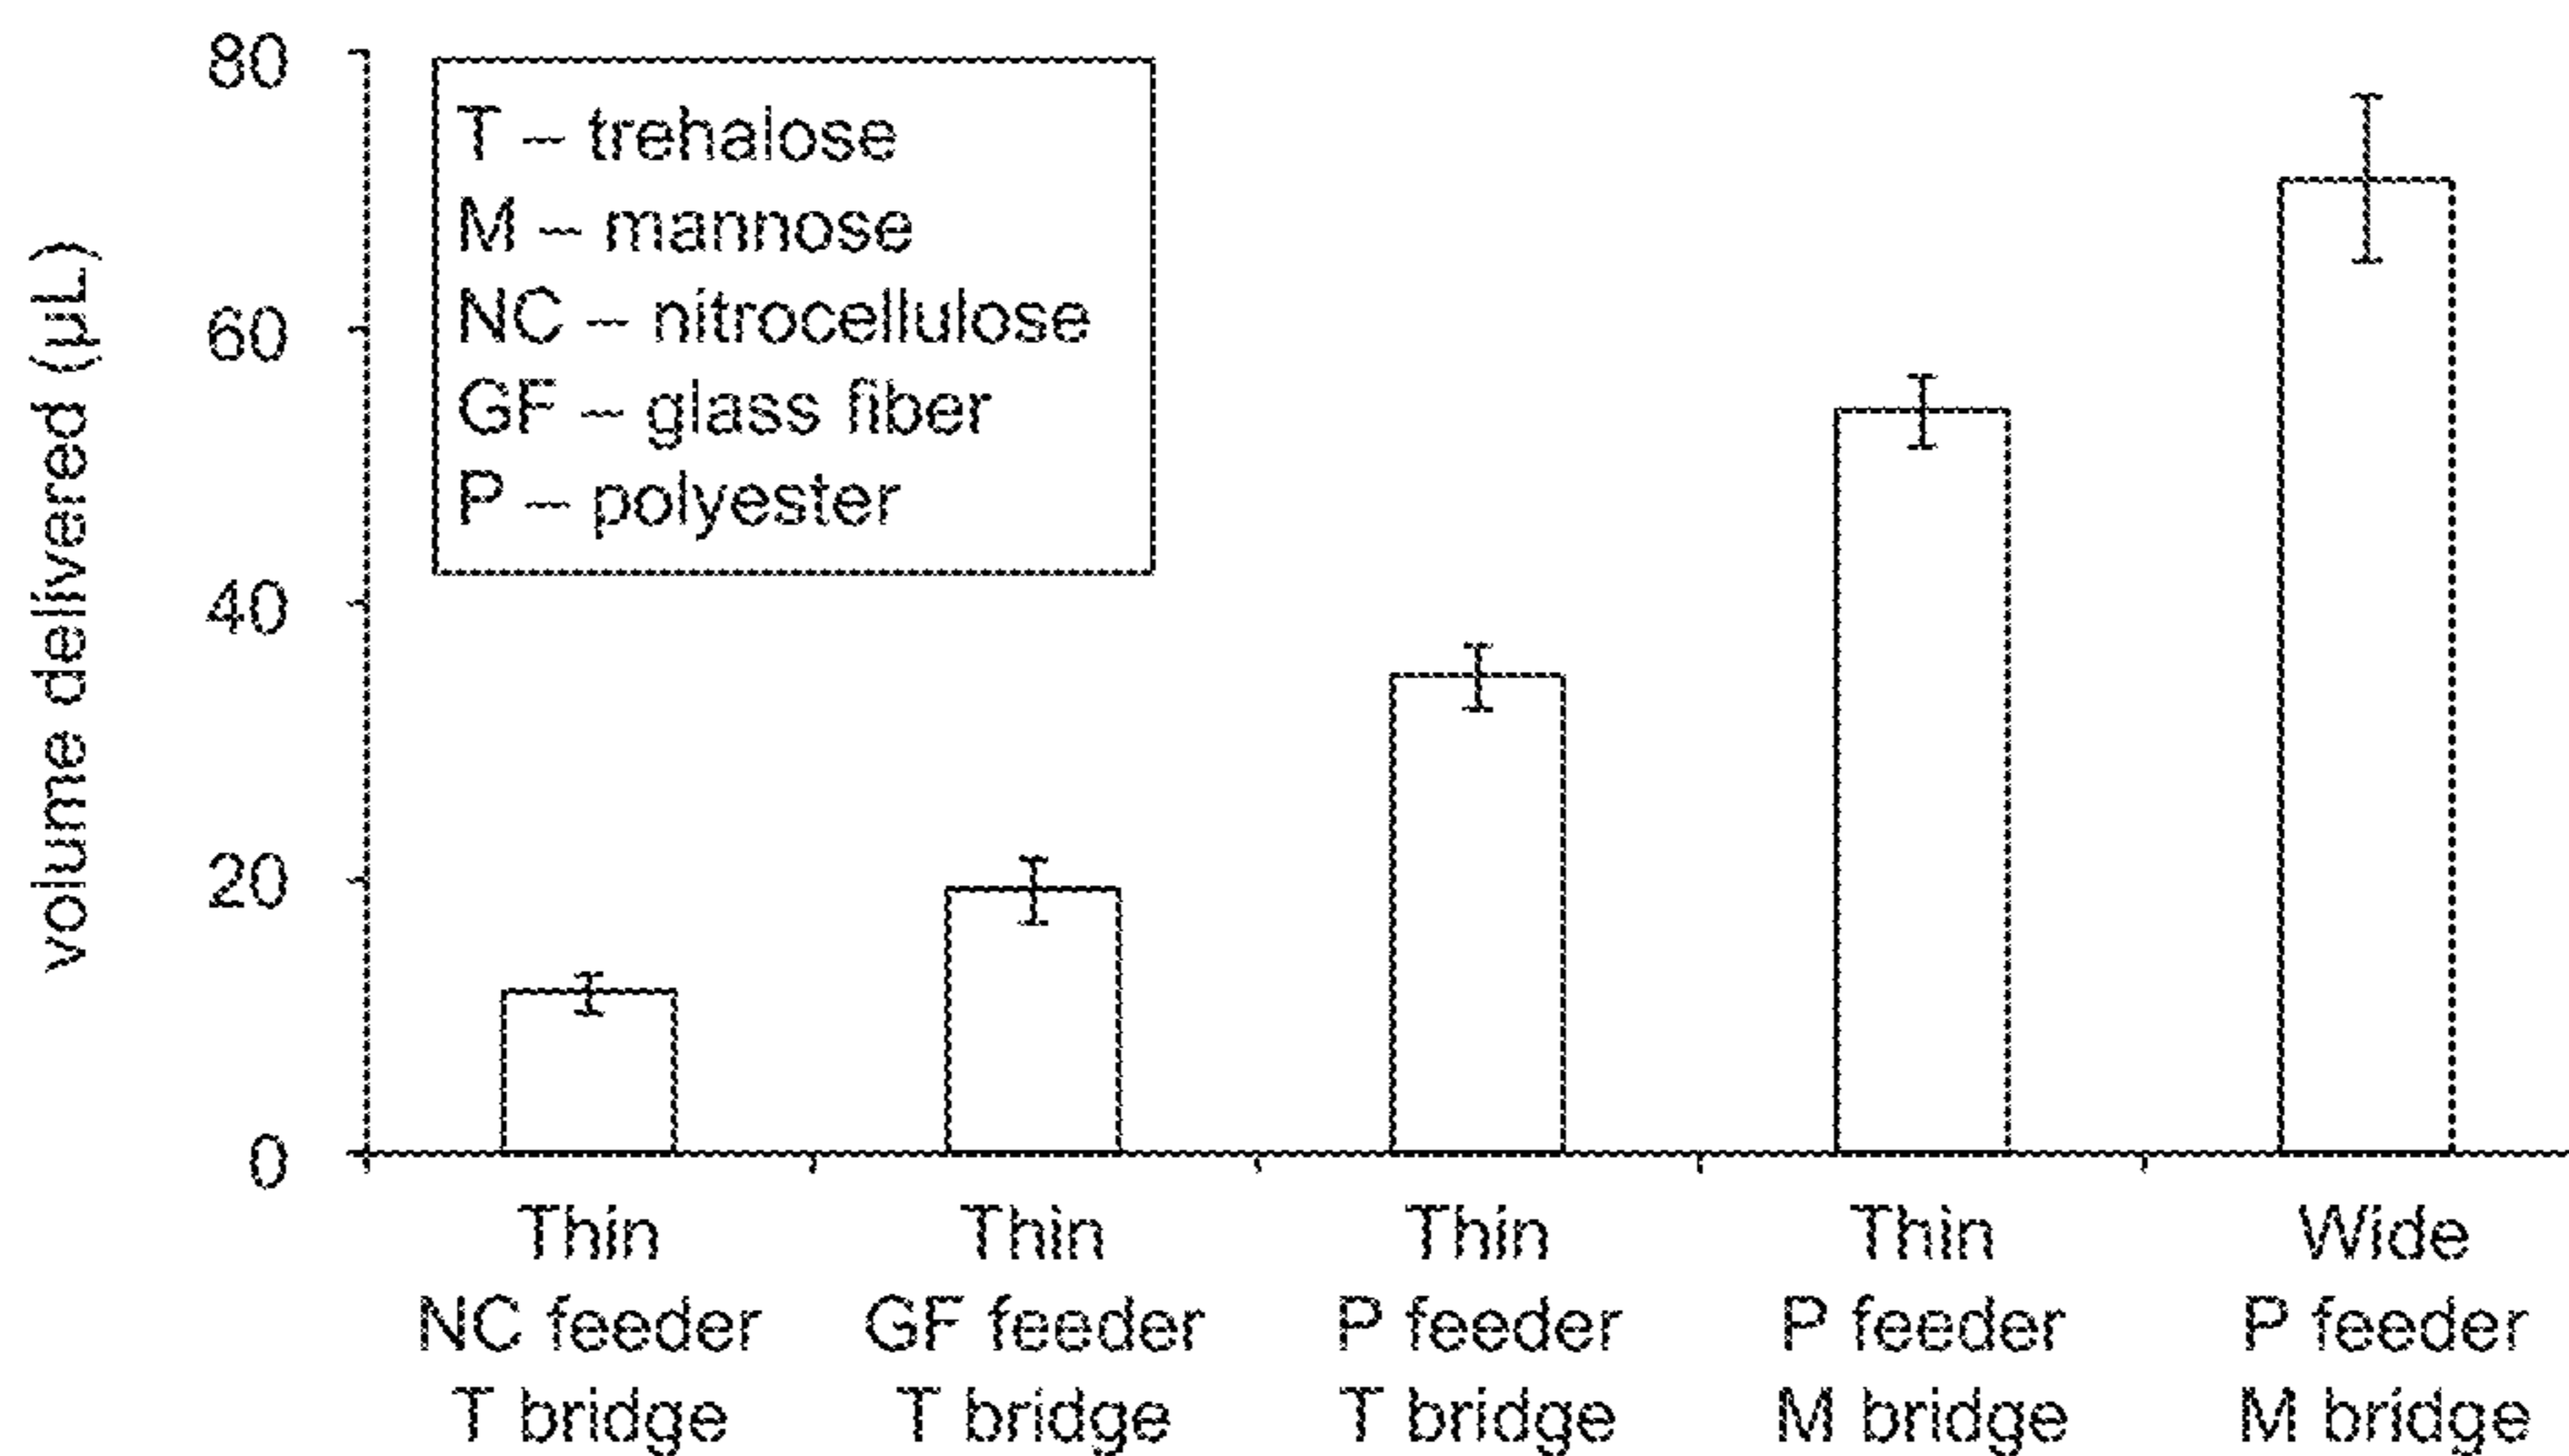 volume delivered (µL)
80
60
40
20
0
T – trehalose
M – mannose
NC – nitrocellulose
GF – glass fiber
P – polyester
Thin
NC feeder
T bridge
Thin
GF feeder
T bridge
Thin
P feeder
T bridge
Thin
P feeder
M bridge
Wide
P feeder
M bridge